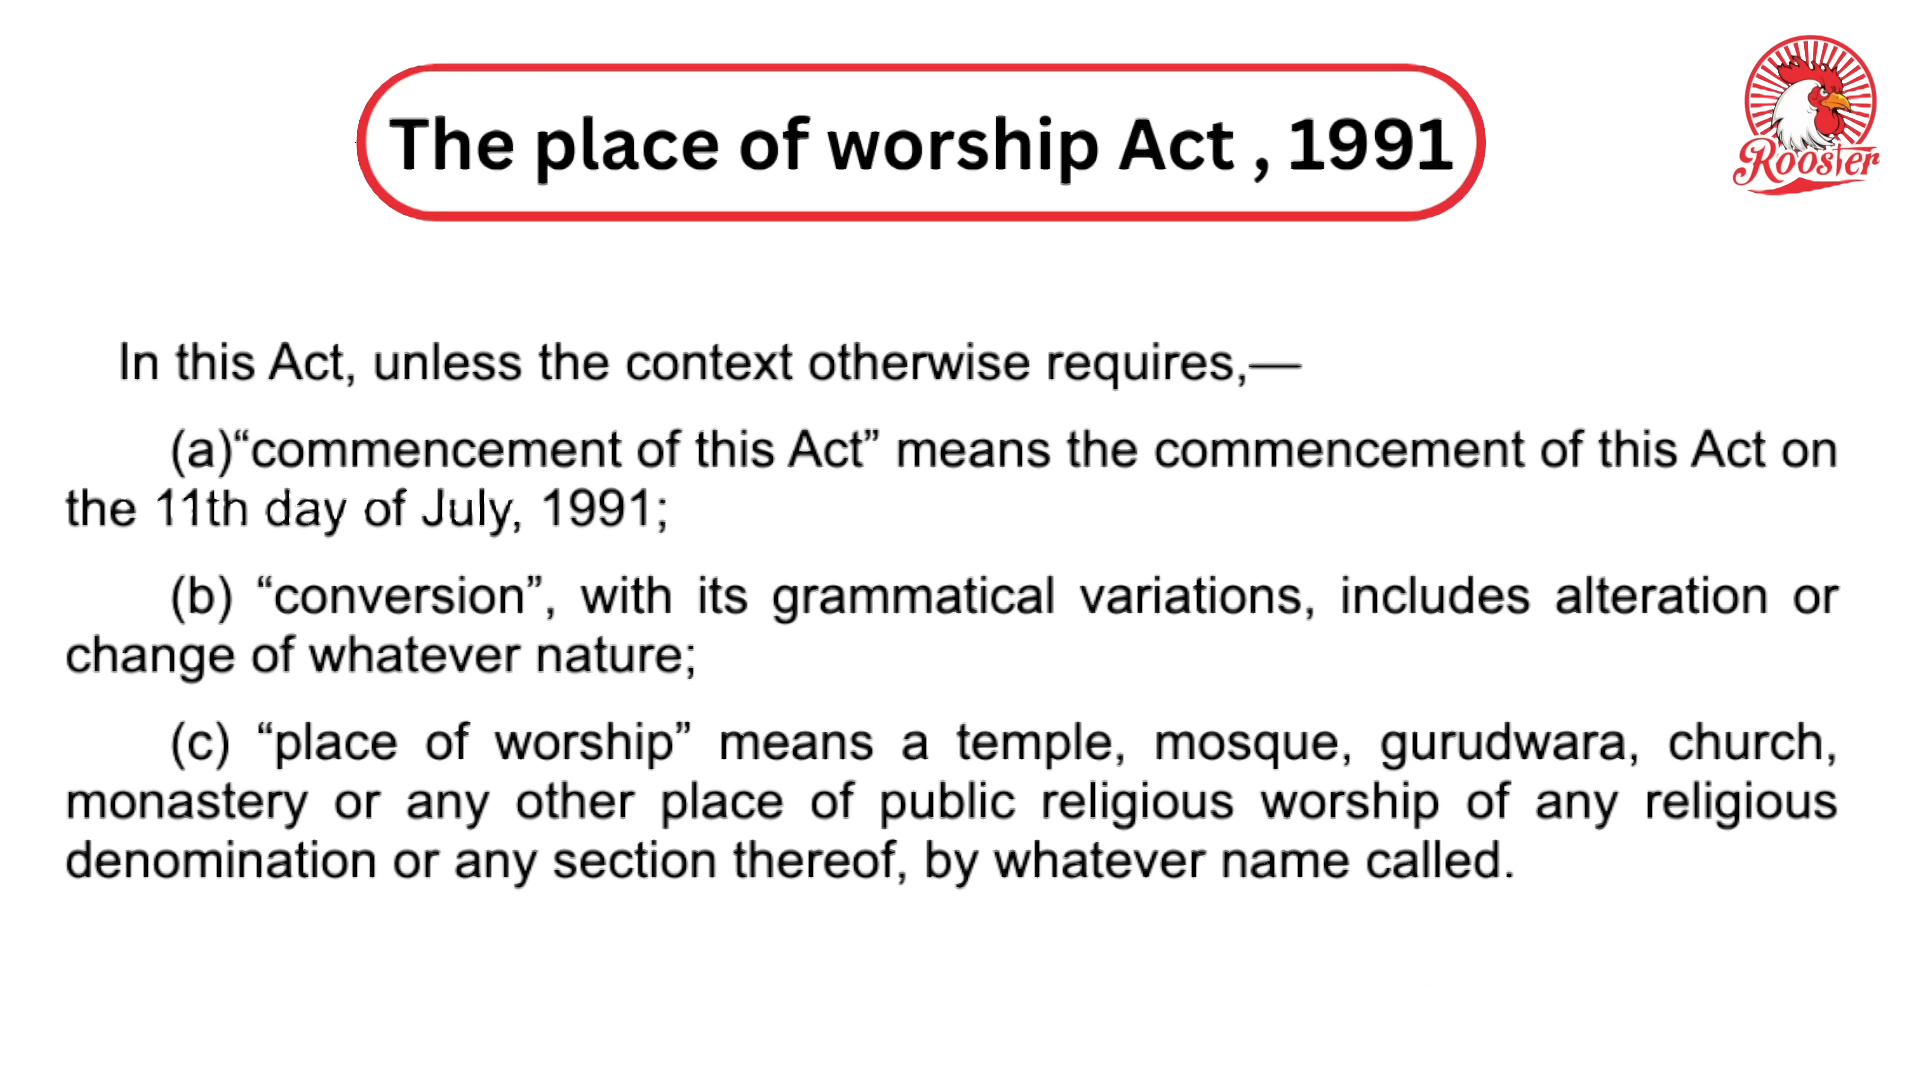 The place of worship Act , 1991
Rooster
In this Act, unless the context otherwise requires,—
(a)“commencement of this Act” means the commencement of this Act on
the 11th day of July, 1991;
(b) “conversion”, with its grammatical variations, includes alteration or
change of whatever nature;
(c) “place of worship” means a temple, mosque, gurudwara, church,
monastery or any other place of public religious worship of any religious
denomination or any section thereof, by whatever name called.